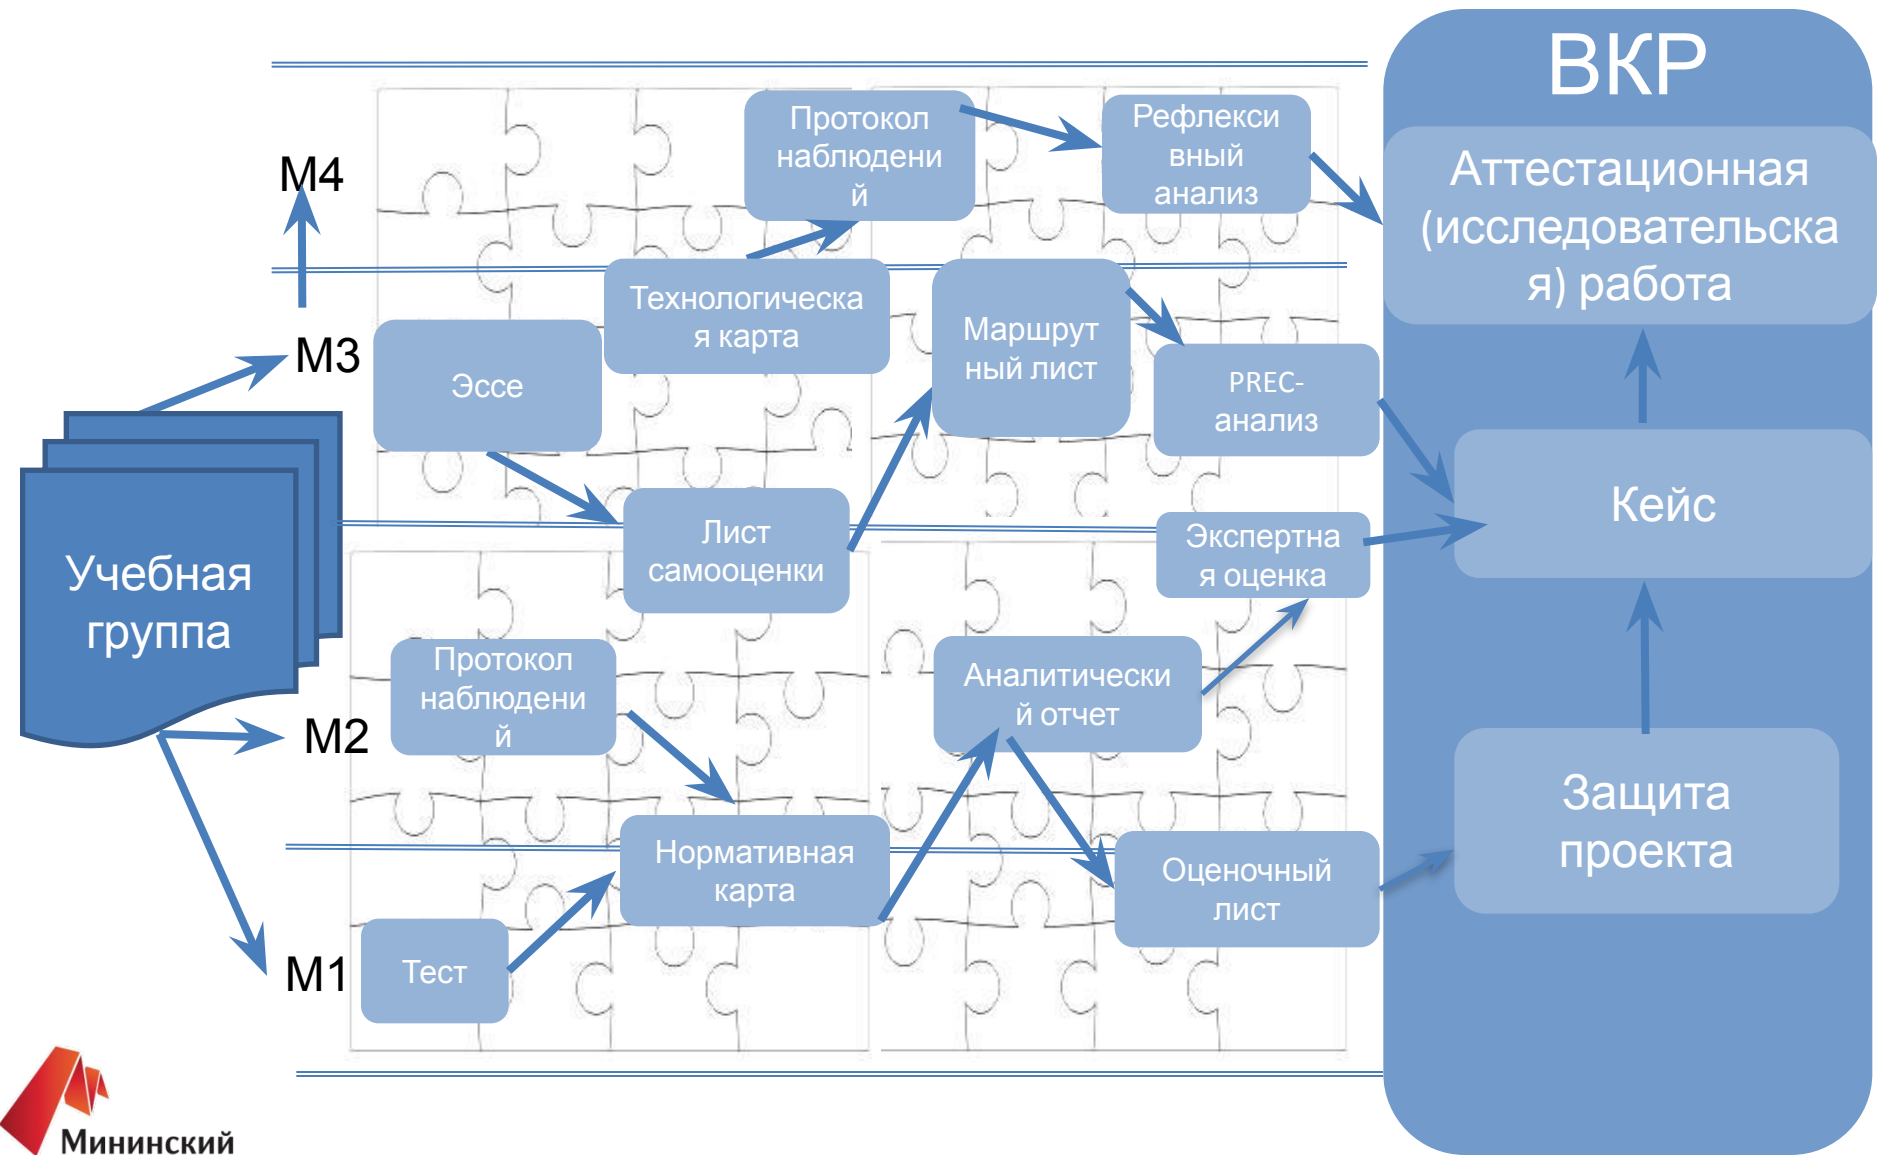 ВКР
Протокол
наблюдени
й
Рефлекси
вный
анализ
Аттестационная
(исследовательска
я) работа
М4
Технологическа
я карта
Маршрут
ный лист
М3
Эссе
PREC-
анализ
Кейс
Лист
самооценки
Экспертна
я оценка
Учебная
группа
Протокол
наблюдени
й
Аналитически
й отчет
М2
Защита
проекта
Нормативная
карта
Оценочный
лист
М1
Тест
Мининский